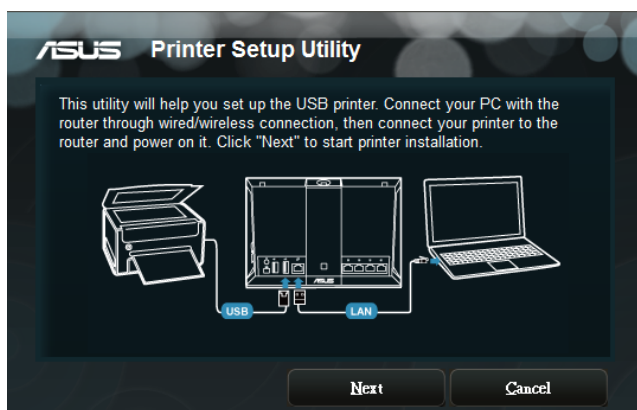 ASUS Printer Setup Utility
This utility will help you set up the USB printer. Connect your PC with the
router through wired/wireless connection, then connect your printer to the
router and power on it. Click "Next" to start printer installation.
ASUS
USB
LAN
Next
Cancel